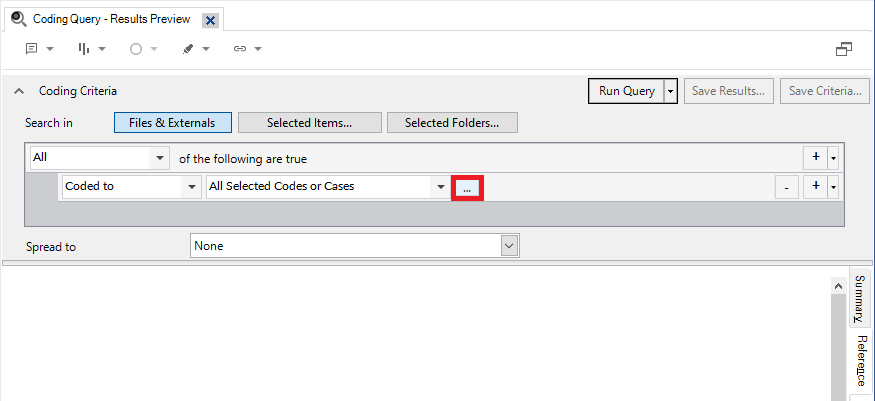 Coding Query - Results Preview
Coding Criteria
Run Query
Save Results...
Save Criteria...
Search in
Files & Externals
Selected Items...
Selected Folders...
All
of the following are true
+
Coded to
All Selected Codes or Cases
...
-
+
Spread to
None
Summary
Reference